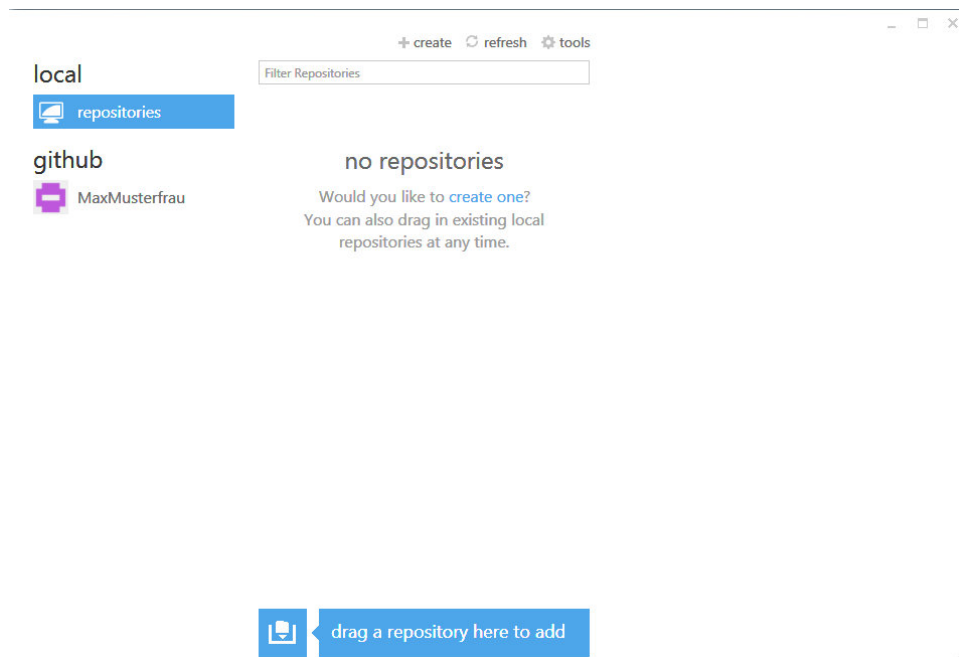 create refresh tools
local
Filter Repositories
repositories
github
no repositories
MaxMusterfrau
Would you like to create one?
You can also drag in existing local
repositories at any time.
drag a repository here to add